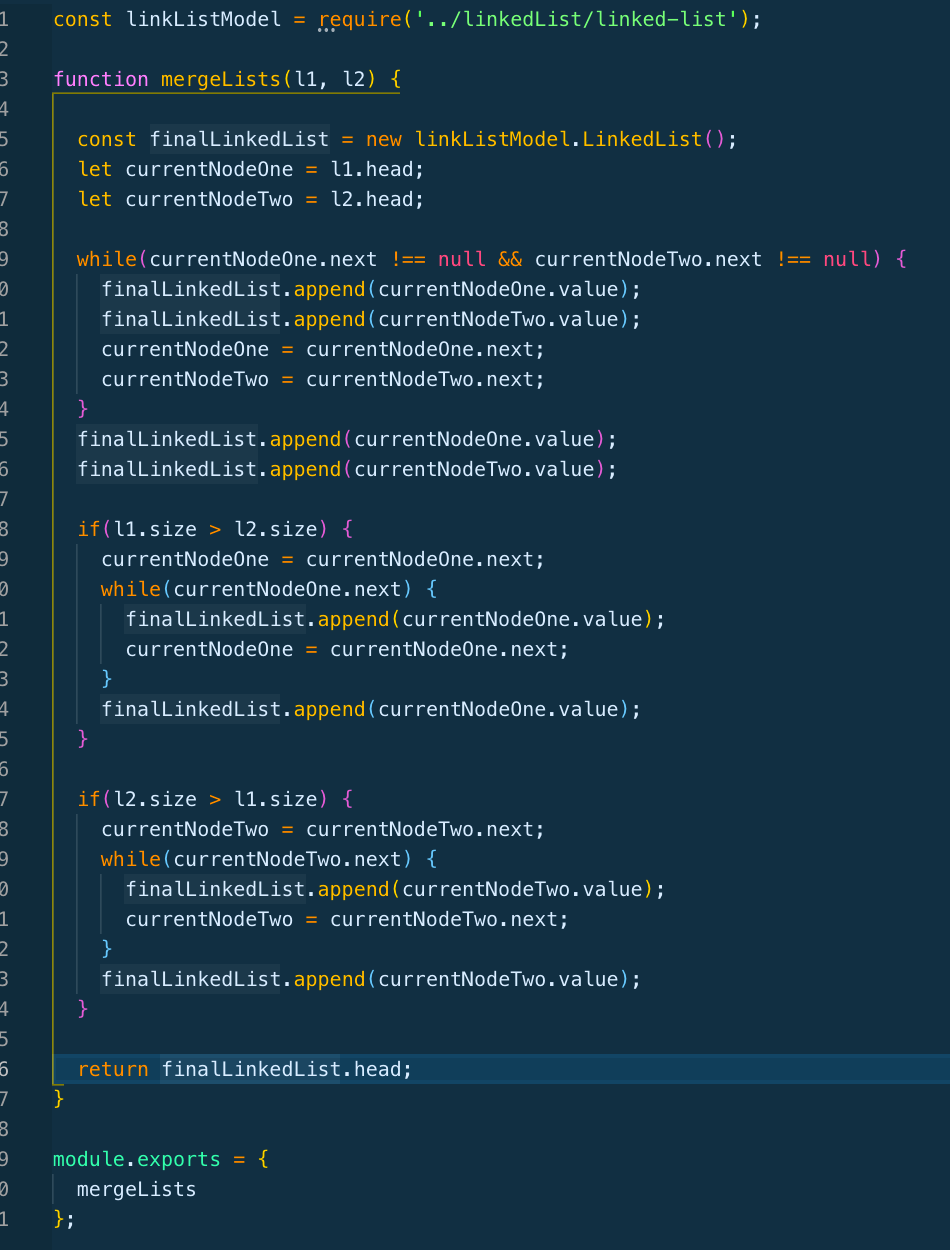 1 const linkListModel = require('../linkedList/linked-list');
2
3 function mergeLists(l1, l2) {
4
5   const finalLinkedList = new linkListModel.LinkedList();
6   let currentNodeOne = l1.head;
7   let currentNodeTwo = l2.head;
8
9   while(currentNodeOne.next !== null && currentNodeTwo.next !== null) {
0     finalLinkedList.append(currentNodeOne.value);
1     finalLinkedList.append(currentNodeTwo.value);
2     currentNodeOne = currentNodeOne.next;
3     currentNodeTwo = currentNodeTwo.next;
4   }
5   finalLinkedList.append(currentNodeOne.value);
6   finalLinkedList.append(currentNodeTwo.value);
7
8   if(l1.size > l2.size) {
9     currentNodeOne = currentNodeOne.next;
0     while(currentNodeOne.next) {
1       finalLinkedList.append(currentNodeOne.value);
2       currentNodeOne = currentNodeOne.next;
3     }
4     finalLinkedList.append(currentNodeOne.value);
5   }
6
7   if(l2.size > l1.size) {
8     currentNodeTwo = currentNodeTwo.next;
9     while(currentNodeTwo.next) {
0       finalLinkedList.append(currentNodeTwo.value);
1       currentNodeTwo = currentNodeTwo.next;
2     }
3     finalLinkedList.append(currentNodeTwo.value);
4   }
5
6   return finalLinkedList.head;
7 }
8
9 module.exports = {
0   mergeLists
1 };